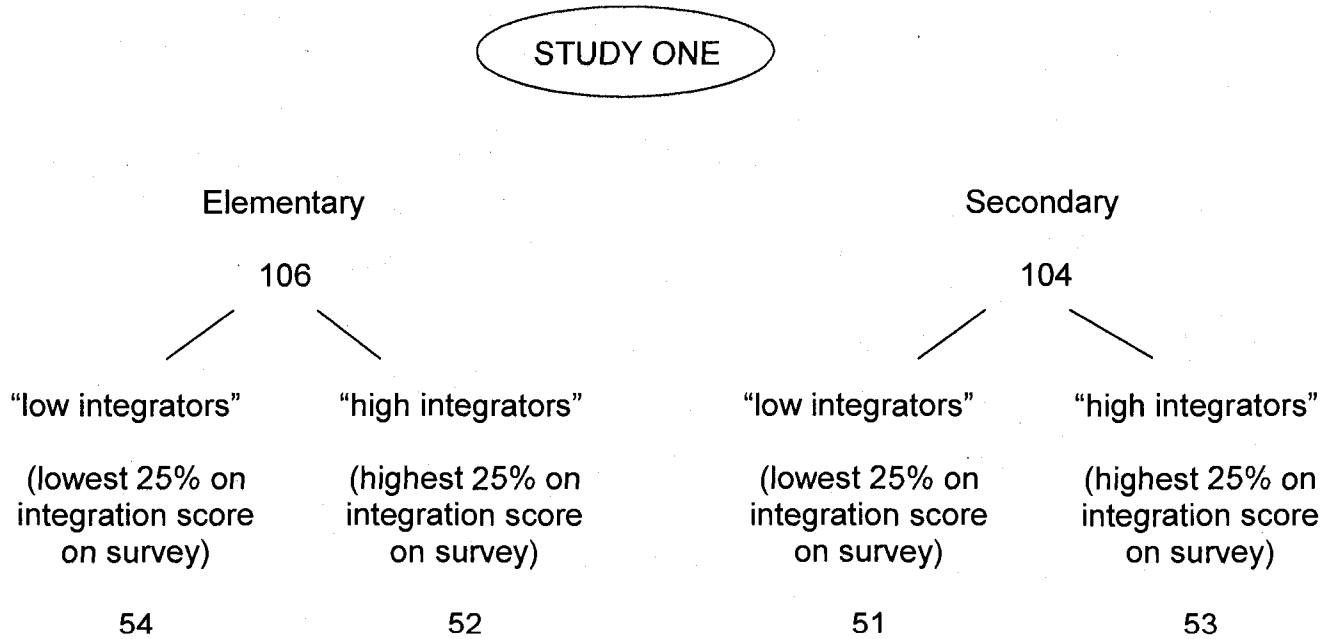 STUDY ONE
Elementary
106
"low integrators"
(lowest 25% on
integration score
on survey)
54
"high integrators"
(highest 25% on
integration score
on survey)
52
Secondary
104
"low integrators"
(lowest 25% on
integration score
on survey)
51
"high integrators"
(highest 25% on
integration score
on survey)
53